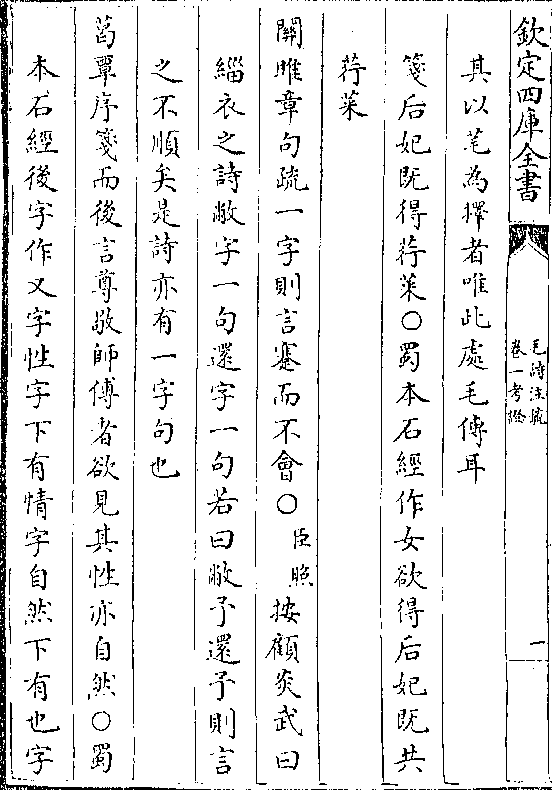 欽定四庫全書
毛詩注疏
卷一考證
一
其以芼為擇者唯此處毛傳耳
箋后妃既得荇菜○蜀本石經作女欲得后妃既共
荇菜
關雎章句疏一字則言蹇而不會○臣照按顧炎武曰
緇衣之詩敝字一句還字一句若曰敝予還予則言
之不順矣是詩亦有一字句也
葛覃序箋而後言尊敬師傅者欲見其性亦自然○蜀
本石經後字作又字性字下有情字自然下有也字